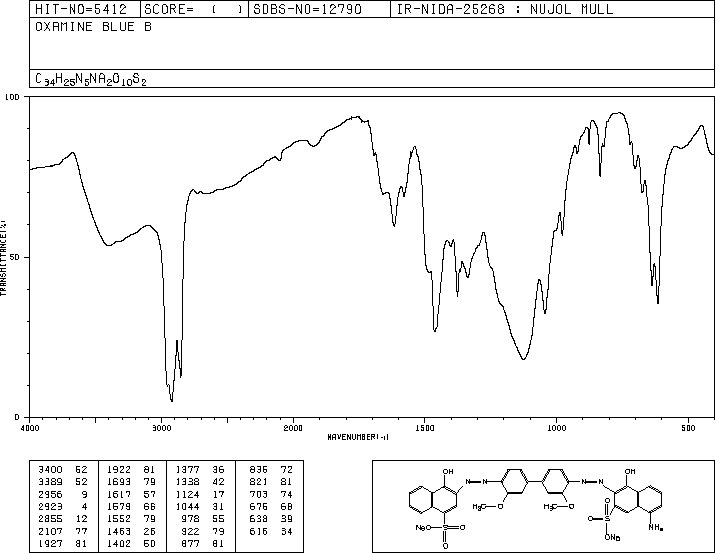 HIT-NO=5412 SCORE= ( ) SDBS-NO=12790 IR-NIDA-25268 : NUJOL MULL
OXAMINE BLUE B
C34H25N5NA2O10S2
100
TRANSMITTANCE(%)
50
0
4000 3000 2000 1500 1000 500
WAVENUMBER(-1)
3400 52 1922 81 1377 36 836 72
3389 52 1693 79 1338 42 821 81
2956 9 1617 57 1124 17 703 74
2923 4 1579 66 1044 31 676 68
2855 12 1552 79 978 55 638 39
2107 77 1463 26 922 79 616 34
1927 81 1402 50 877 81
OH OH
N N N N
H3CO OCH3
NaO S O O
O S O
ONa
NH2